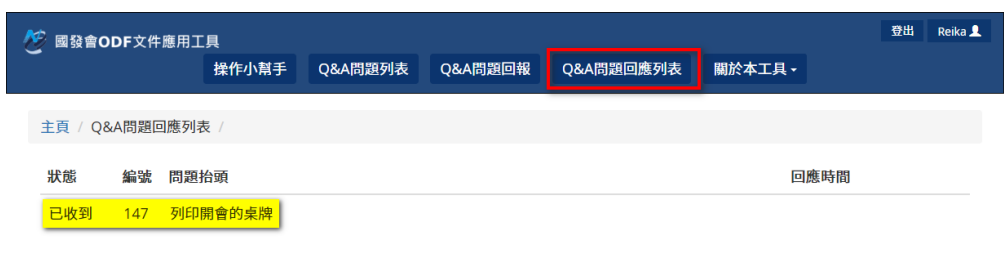 登出 Reika
國發會ODF文件應用工具
操作小幫手 Q&A問題列表 Q&A問題回報 Q&A問題回應列表 關於本工具
主頁 / Q&A問題回應列表 /
狀態 編號 問題抬頭 回應時間
已收到 147 列印開會的桌牌